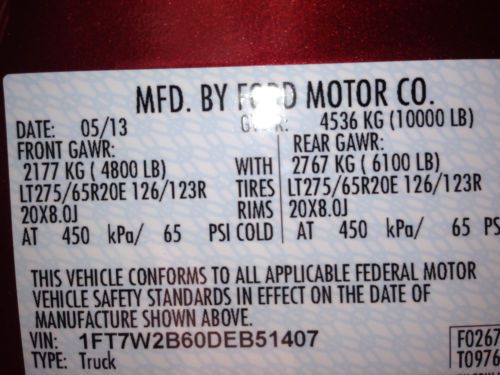 MFD. BY FORD MOTOR CO.
DATE: 05/13 GVWR: 4536 KG (10000 LB)
FRONT GAWR: REAR GAWR:
2177 KG ( 4800 LB) WITH 2767 KG ( 6100 LB)
LT275/65R20E 126/123R TIRES LT275/65R20E 126/123R
20X8.0J RIMS 20X8.0J
AT 450 kPa/ 65 PSI COLD AT 450 kPa/ 65 PS
THIS VEHICLE CONFORMS TO ALL APPLICABLE FEDERAL MOTOR
VEHICLE SAFETY STANDARDS IN EFFECT ON THE DATE OF
MANUFACTURE SHOWN ABOVE.
VIN: 1FT7W2B60DEB51407 F0267
TYPE: Truck T0976